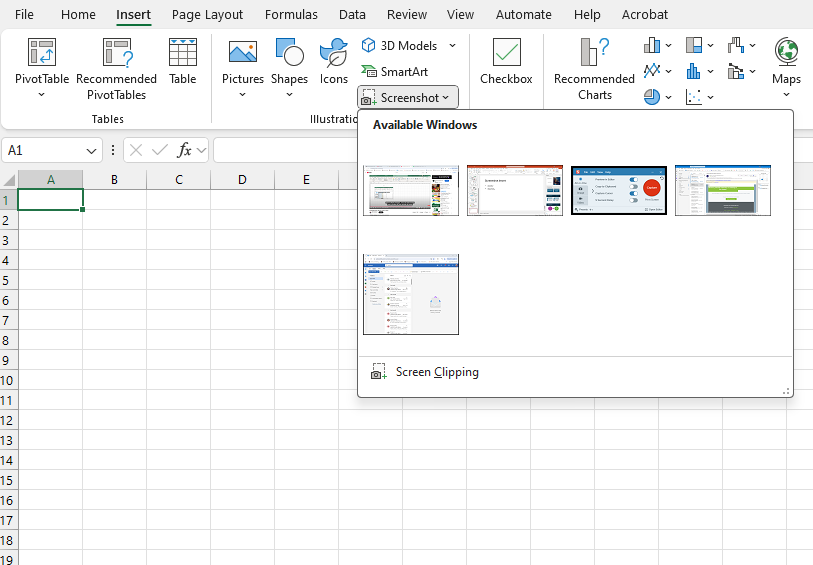 File Home Insert Page Layout Formulas Data Review View Automate Help Acrobat
PivotTable
Recommended
PivotTables
Table
Tables
Pictures
Shapes
Icons
3D Models
SmartArt
Screenshot
Checkbox
Recommended
Charts
Maps
A1
fx
A B C D E
1
2
3
4
5
6
7
8
9
10
11
12
13
14
15
16
17
18
19
Available Windows
Screen Clipping